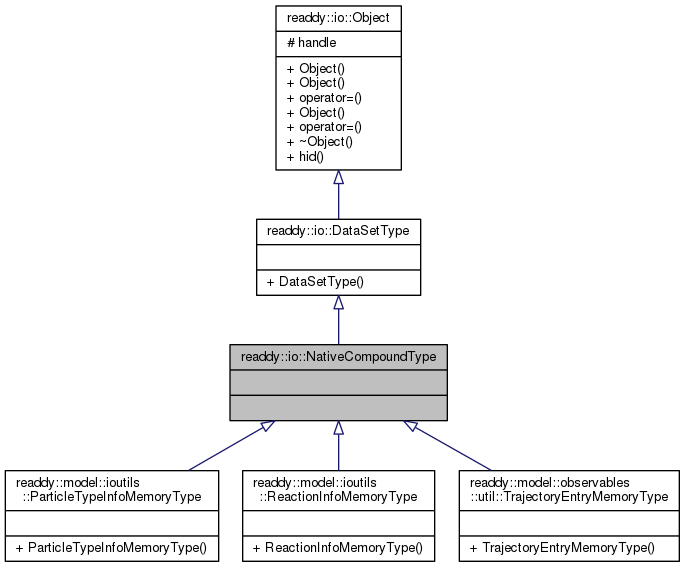 readdy::io::Object
# handle
+ Object()
+ Object()
+ operator=()
+ Object()
+ operator=()
+ ~Object()
+ hid()
readdy::io::DataSetType
+ DataSetType()
readdy::io::NativeCompoundType
readdy::model::ioutils
::ParticleTypeInfoMemoryType
+ ParticleTypeInfoMemoryType()
readdy::model::ioutils
::ReactionInfoMemoryType
+ ReactionInfoMemoryType()
readdy::model::observables
::util::TrajectoryEntryMemoryType
+ TrajectoryEntryMemoryType()